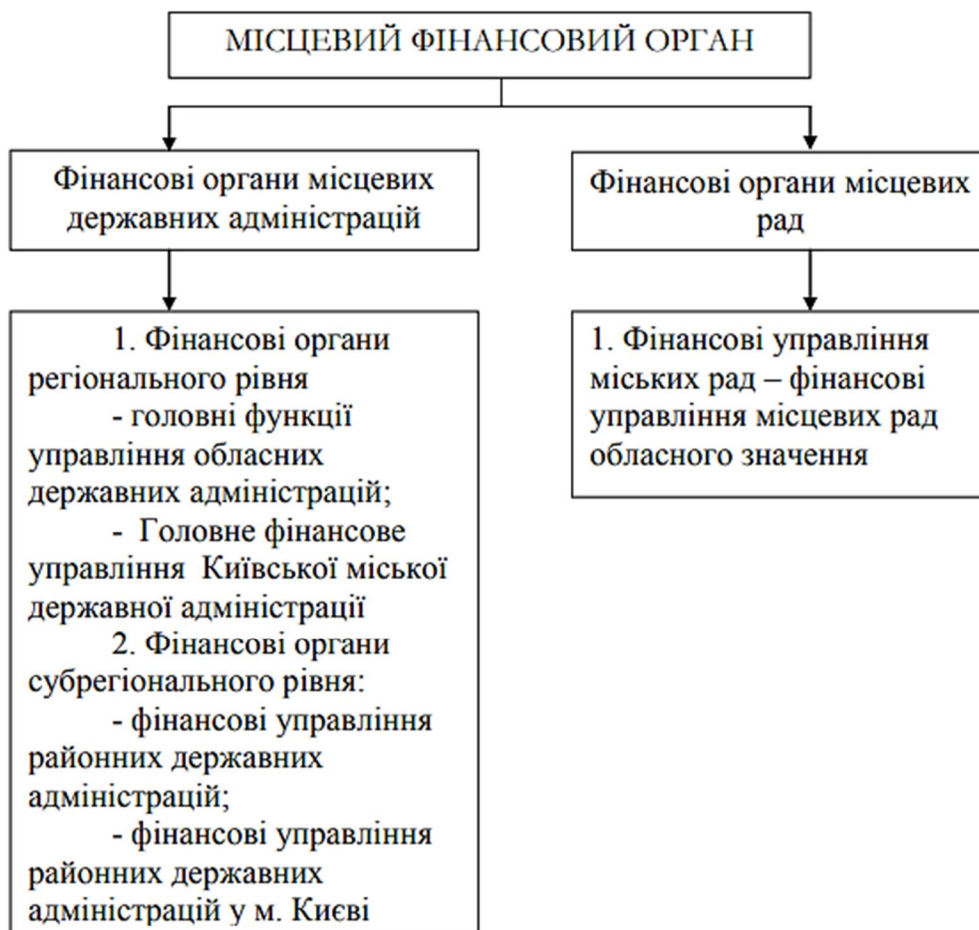 МІСЦЕВИЙ ФІНАНСОВИЙ ОРГАН
Фінансові органи місцевих
державних адміністрацій
Фінансові органи місцевих
рад
1. Фінансові органи
регіонального рівня
- головні функції
управління обласних
державних адміністрацій;
- Головне фінансове
управління Київської міської
державної адміністрації
2. Фінансові органи
субрегіонального рівня:
- фінансові управління
районних державних
адміністрацій;
- фінансові управління
районних державних
адміністрацій у м. Києві
1. Фінансові управління
міських рад – фінансові
управління місцевих рад
обласного значення